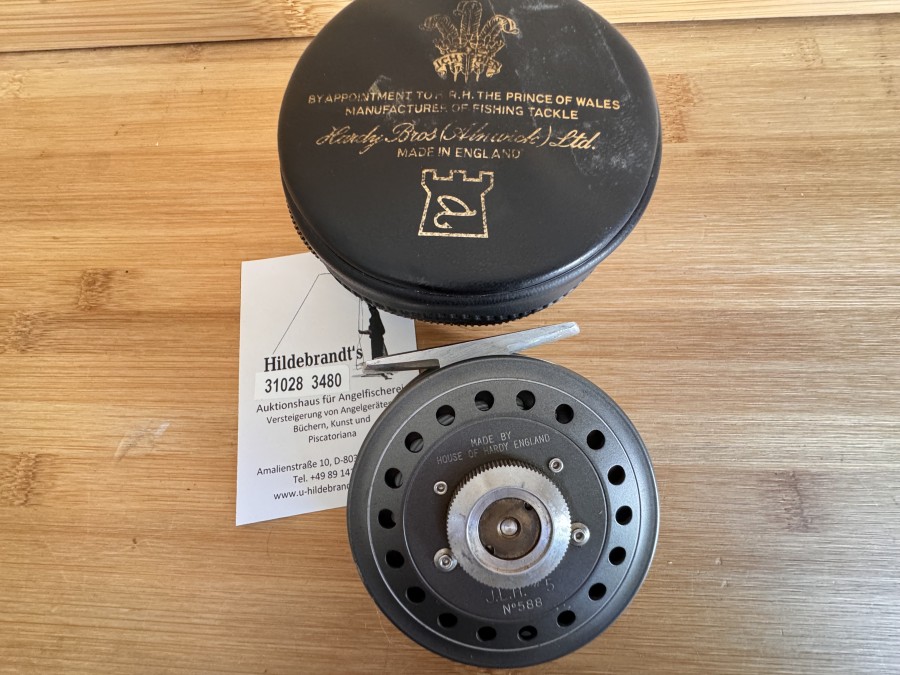 BY APPOINTMENT TO H.R.H. THE PRINCE OF WALES
MANUFACTURER OF FISHING TACKLE
Hardy Bros (Alnwick) Ltd.
MADE IN ENGLAND
a
Hildebrandt's
31028 3480
Auktionshaus für Angelfischerei
Versteigerung von Angelgeräten
Büchern, Kunst und
Piscatoriana
Amalienstraße 10, D-803
Tel. +49 89 14
www.u-hildebrand
MADE BY
HOUSE OF HARDY ENGLAND
J.L.H. 5
Nº588